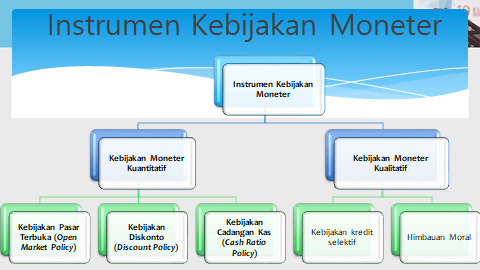 Instrumen Kebijakan Moneter
Instrumen Kebijakan
Moneter
Kebijakan Moneter
Kuantitatif
Kebijakan Moneter
Kualitatif
Kebijakan Pasar
Terbuka (Open
Market Policy)
Kebijakan
Diskonto
(Discount Policy)
Kebijakan
Cadangan Kas
(Cash Ratio
Policy)
Kebijakan kredit
selektif
Himbauan Moral